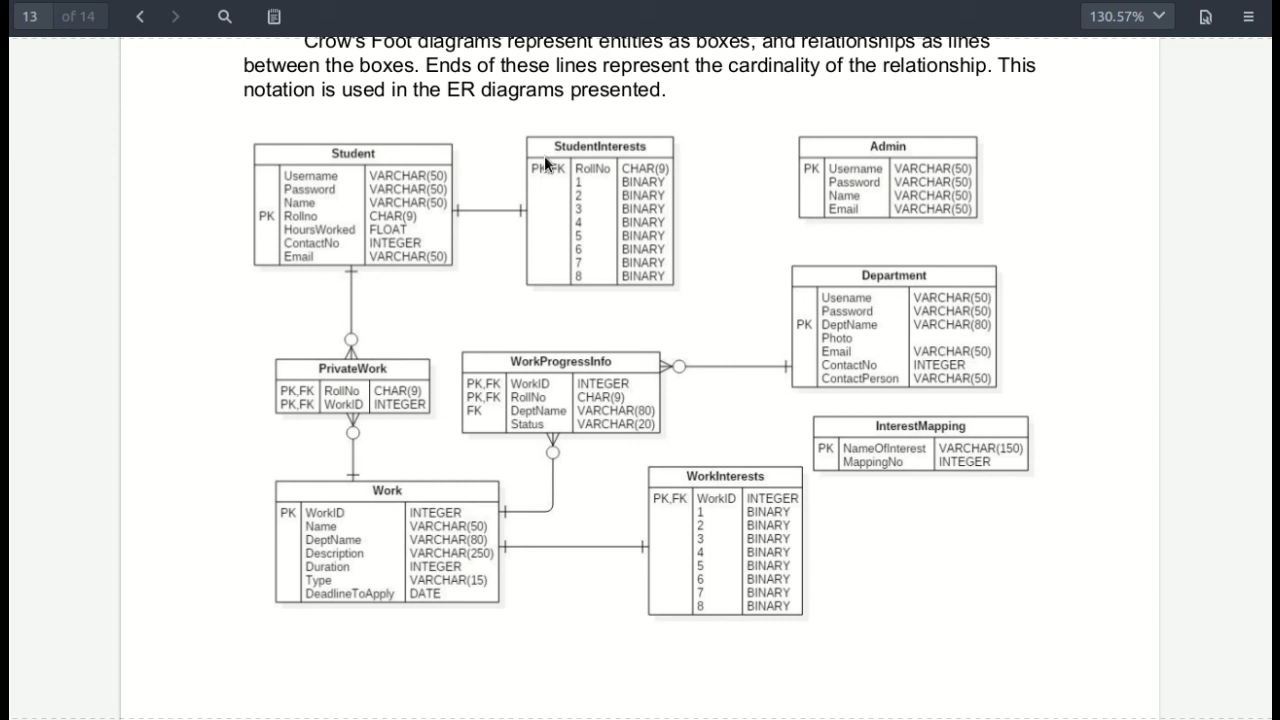 13 of 14
130.57%
Crow's Foot diagrams represent entities as boxes, and relationships as lines
between the boxes. Ends of these lines represent the cardinality of the relationship. This
notation is used in the ER diagrams presented.
Student
Username VARCHAR(50)
Password VARCHAR(50)
Name VARCHAR(50)
PK Rollno CHAR(9)
HoursWorked FLOAT
ContactNo INTEGER
Email VARCHAR(50)
StudentInterests
PK,FK RollNo CHAR(9)
1 BINARY
2 BINARY
3 BINARY
4 BINARY
5 BINARY
6 BINARY
7 BINARY
8 BINARY
Admin
PK Username VARCHAR(50)
Password VARCHAR(50)
Name VARCHAR(50)
Email VARCHAR(50)
Department
Usename VARCHAR(50)
Password VARCHAR(50)
PK DeptName VARCHAR(80)
Photo
Email VARCHAR(50)
ContactNo INTEGER
ContactPerson VARCHAR(50)
PrivateWork
PK,FK RollNo CHAR(9)
PK,FK WorkID INTEGER
WorkProgressInfo
PK,FK WorkID INTEGER
PK,FK RollNo CHAR(9)
FK DeptName VARCHAR(80)
Status VARCHAR(20)
InterestMapping
PK NameOfInterest VARCHAR(150)
MappingNo INTEGER
Work
PK WorkID INTEGER
Name VARCHAR(50)
DeptName VARCHAR(80)
Description VARCHAR(250)
Duration INTEGER
Type VARCHAR(15)
DeadlineToApply DATE
WorkInterests
PK,FK WorkID INTEGER
1 BINARY
2 BINARY
3 BINARY
4 BINARY
5 BINARY
6 BINARY
7 BINARY
8 BINARY